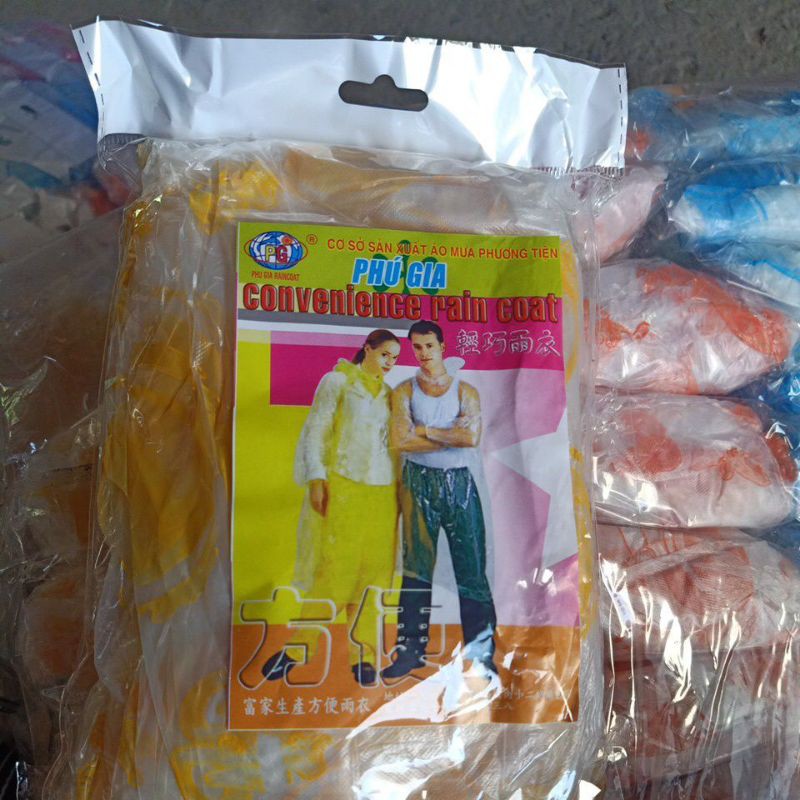 PG
®
PHU GIA RAINCOAT
CƠ SỞ SẢN XUẤT ÁO MƯA PHƯƠNG TIỆN
PHÚ GIA
convenience rain coat
輕巧雨衣
方便
富家生產方便雨衣